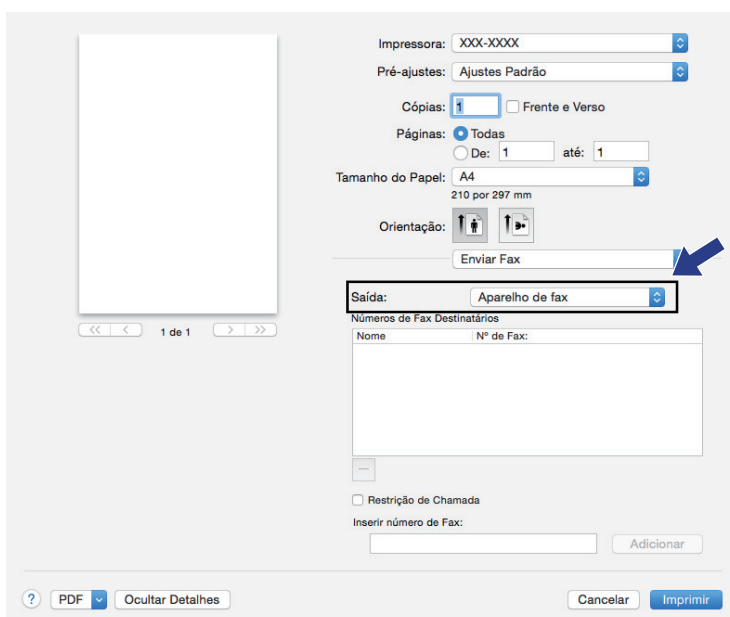 Impressora: XXX-XXXX
Pré-ajustes: Ajustes Padrão
Cópias: 1 Frente e Verso
Páginas: Todas
De: 1 até: 1
Tamanho do Papel: A4
210 por 297 mm
Orientação:
Enviar Fax
Saída: Aparelho de fax
Números de Fax Destinatários
Nome Nº de Fax:
<< < 1 de 1 > >>
Restrição de Chamada
Inserir número de Fax:
Adicionar
? PDF Ocultar Detalhes Cancelar Imprimir